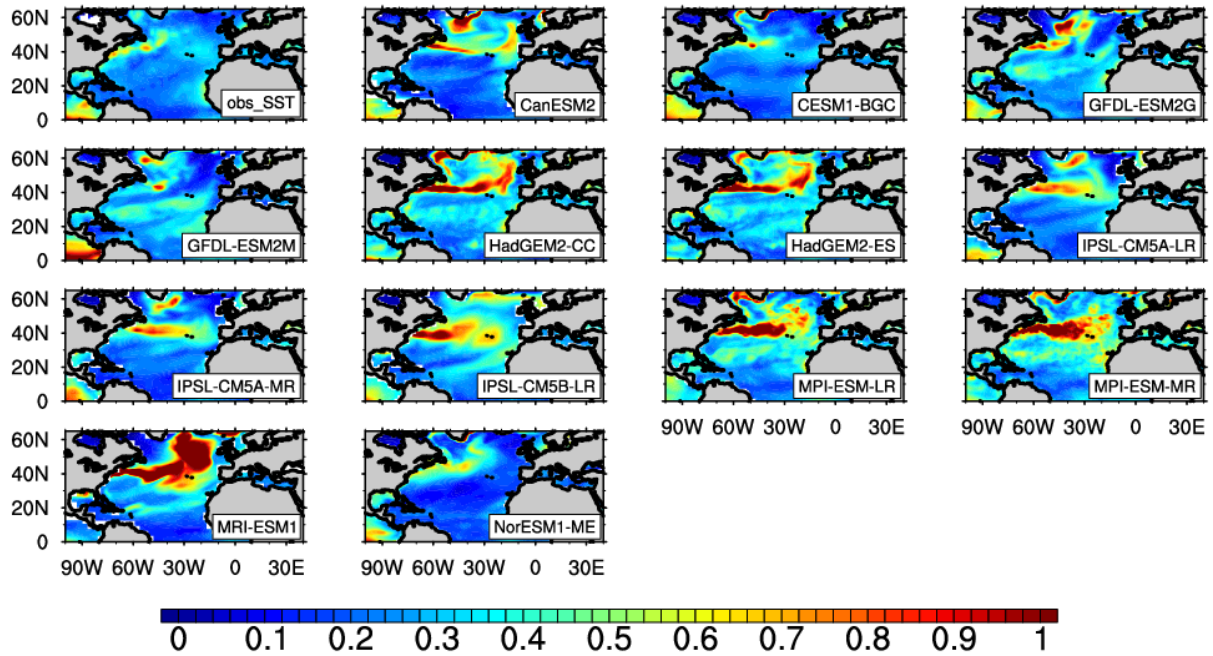 60N
40N
20N
0
obs_SST
CanESM2
CESM1-BGC
GFDL-ESM2G
60N
40N
20N
0
GFDL-ESM2M
HadGEM2-CC
HadGEM2-ES
IPSL-CM5A-LR
60N
40N
20N
0
IPSL-CM5A-MR
IPSL-CM5B-LR
MPI-ESM-LR
MPI-ESM-MR
90W 60W 30W 0 30E
90W 60W 30W 0 30E
60N
40N
20N
0
MRI-ESM1
NorESM1-ME
90W 60W 30W 0 30E
90W 60W 30W 0 30E
0 0.1 0.2 0.3 0.4 0.5 0.6 0.7 0.8 0.9 1